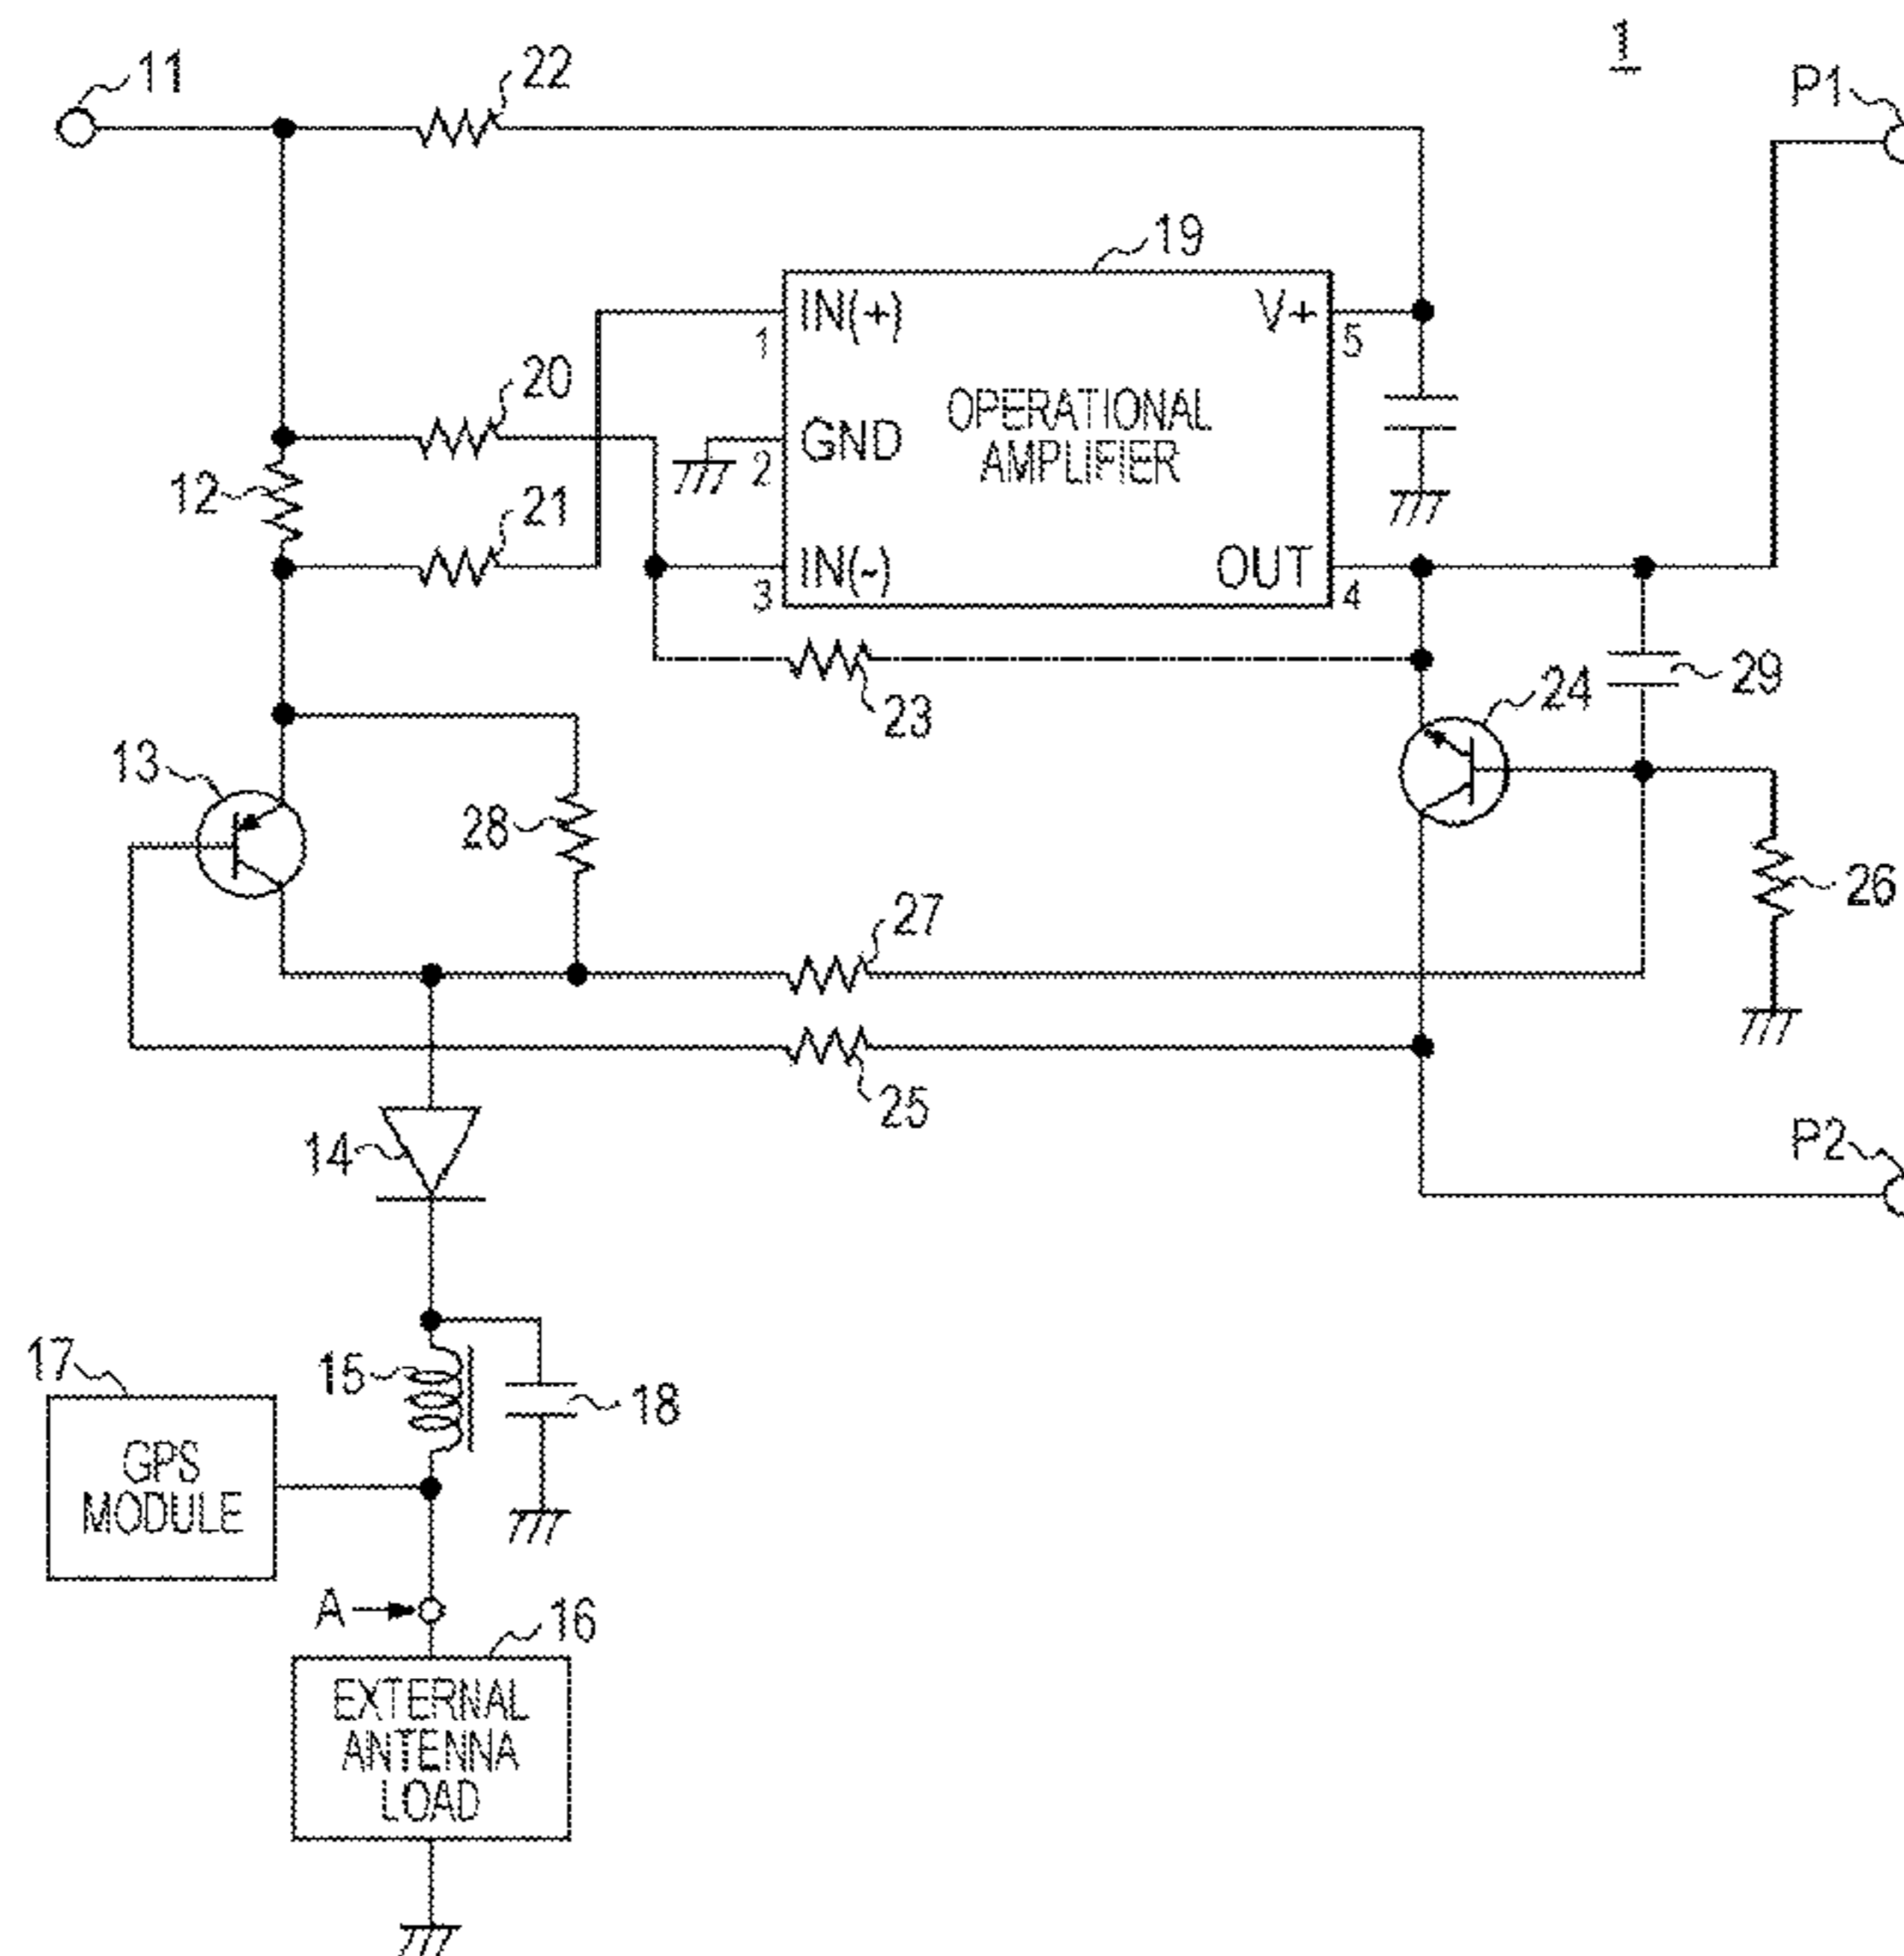 1
11
22
P1
19
IN(+)
V+
1
5
20
OPERATIONAL
AMPLIFIER
GND
2
12
21
IN(-)
OUT
3
4
23
24
29
13
28
26
27
25
14
P2
17
15
18
GPS
MODULE
A
16
EXTERNAL
ANTENNA
LOAD